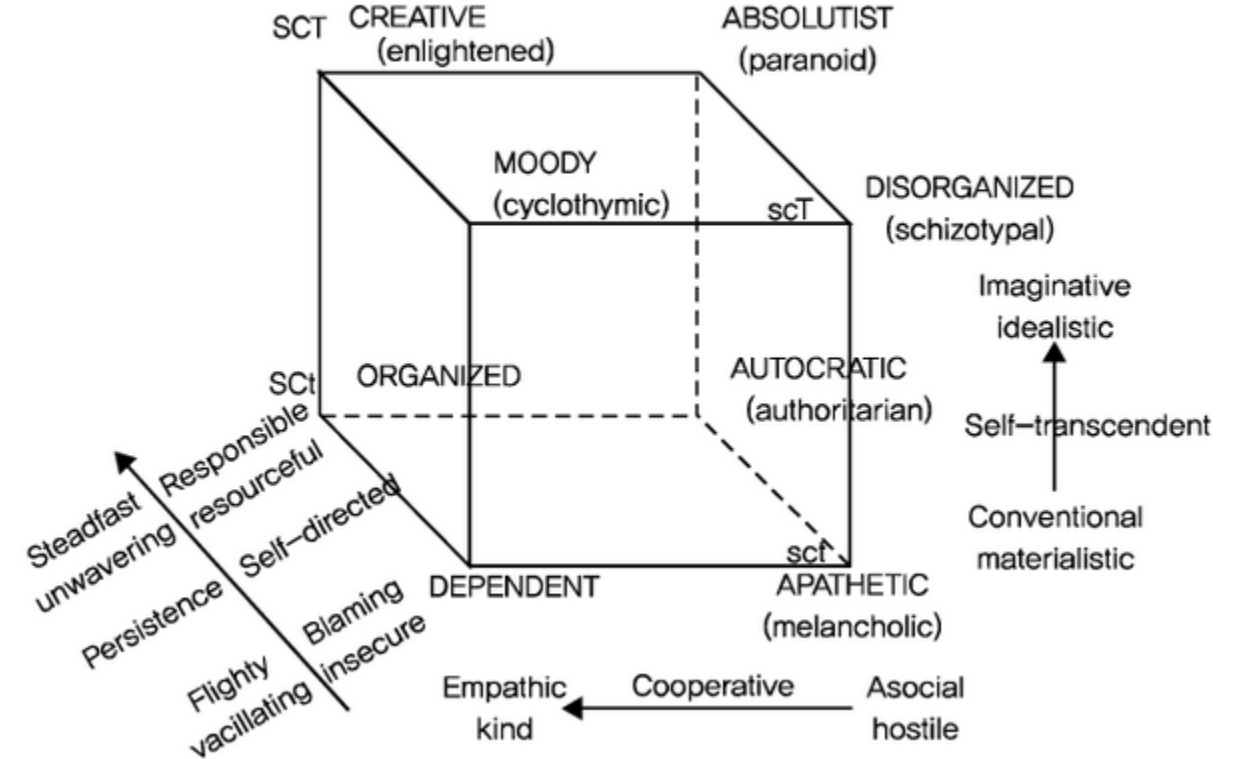 SCT
CREATIVE
(enlightened)
ABSOLUTIST
(paranoid)
MOODY
(cyclothymic)
scT
DISORGANIZED
(schizotypal)
Imaginative
idealistic
SCt
ORGANIZED
AUTOCRATIC
(authoritarian)
Self-transcendent
Conventional
materialistic
Responsible
resourceful
Self-directed
Blaming
insecure
Steadfast
unwavering
Persistence
Flighty
vacillating
sct
DEPENDENT
APATHETIC
(melancholic)
Empathic
kind
Cooperative
Asocial
hostile